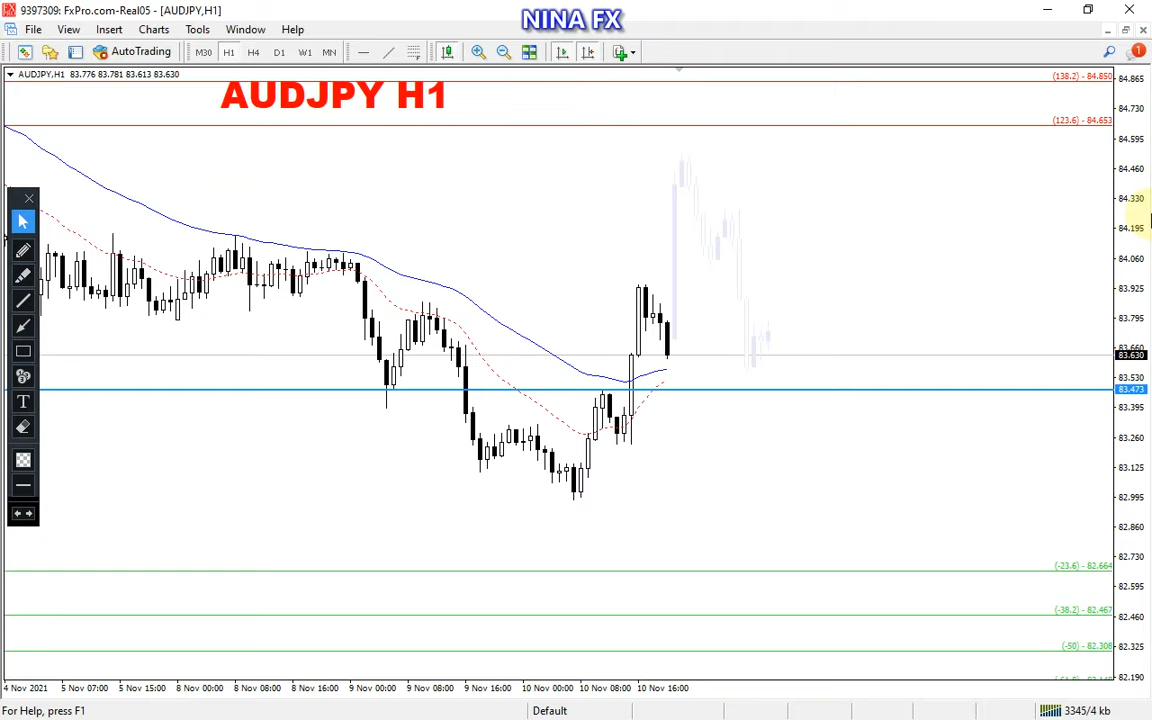 9397309: FxPro.com-Real05 - [AUDJPY,H1]
NINA FX
File View Insert Charts Tools Window Help
AutoTrading M30 H1 H4 D1 W1 MN
1
AUDJPY,H1 83.776 83.781 83.613 83.630
AUDJPY H1
(138.2) - 84.850
(123.6) - 84.653
84.865
84.730
84.595
84.460
84.330
84.195
84.060
83.925
83.795
83.660
83.630
83.530
83.473
83.395
83.260
83.125
82.995
82.860
82.730
82.595
82.460
82.325
82.190
(-23.6) - 82.664
(-38.2) - 82.467
(-50) - 82.308
T
4 Nov 2021 5 Nov 07:00 5 Nov 15:00 8 Nov 00:00 8 Nov 08:00 8 Nov 16:00 9 Nov 00:00 9 Nov 08:00 9 Nov 16:00 10 Nov 00:00 10 Nov 08:00 10 Nov 16:00
For Help, press F1 Default 3345/4 kb